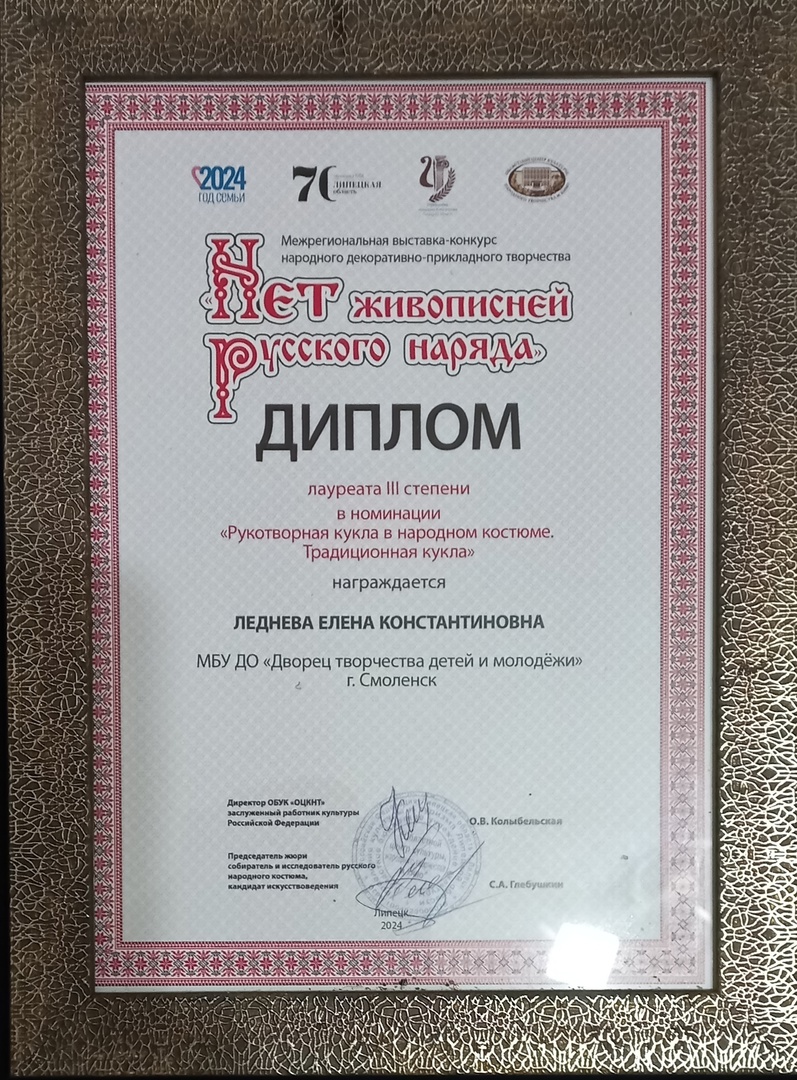 2024
ГОД СЕМЬИ
70
ЛИПЕЦКАЯ
область
Межрегиональная выставка-конкурс
народного декоративно-прикладного творчества
«Нет живописней
русского наряда»
ДИПЛОМ
лауреата III степени
в номинации
«Рукотворная кукла в народном костюме.
Традиционная кукла»
награждается
ЛЕДНЕВА ЕЛЕНА КОНСТАНТИНОВНА
МБУ ДО «Дворец творчества детей и молодёжи»
г. Смоленск
Директор ОБУК «ОЦКНТ»
заслуженный работник культуры
Российской Федерации
О.В. Колыбельская
Председатель жюри
собиратель и исследователь русского
народного костюма,
кандидат искусствоведения
С.А. Глебушкин
Липецк
2024